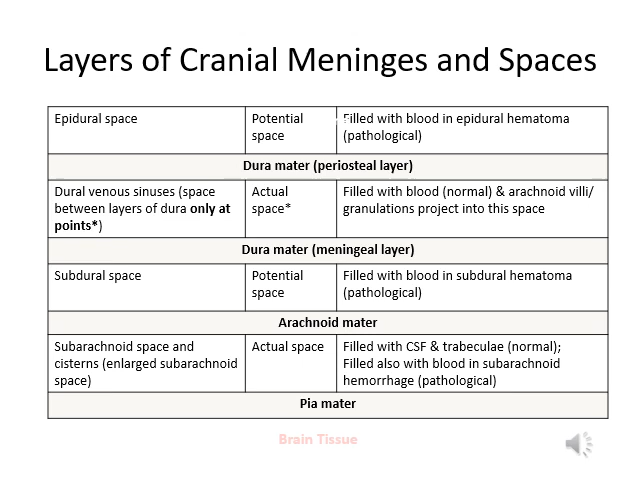 Layers of Cranial Meninges and Spaces
Epidural space
Potential
space
Filled with blood in epidural hematoma
(pathological)
Dura mater (periosteal layer)
Dural venous sinuses (space
between layers of dura only at
points*)
Actual
space*
Filled with blood (normal) & arachnoid villi/
granulations project into this space
Dura mater (meningeal layer)
Subdural space
Potential
space
Filled with blood in subdural hematoma
(pathological)
Arachnoid mater
Subarachnoid space and
cisterns (enlarged subarachnoid
space)
Actual space
Filled with CSF & trabeculae (normal);
Filled also with blood in subarachnoid
hemorrhage (pathological)
Pia mater
Brain Tissue